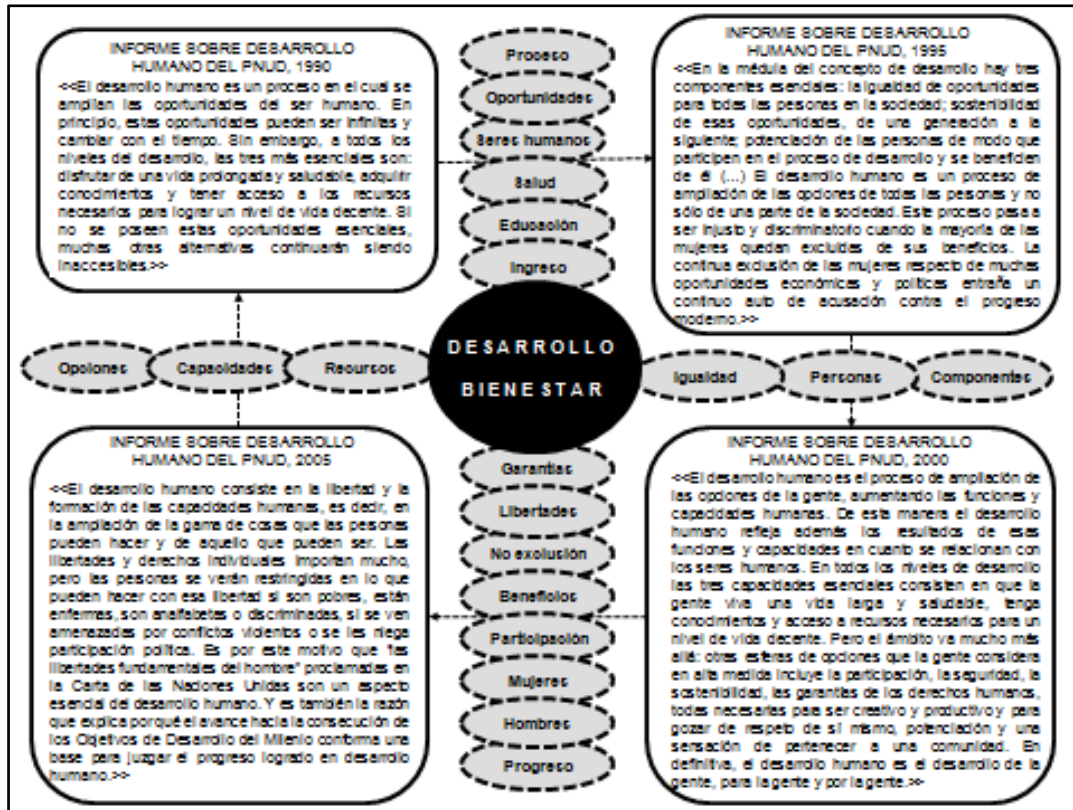 INFORME SOBRE DESARROLLO
HUMANO DEL PNUD, 1990
<<El desarrollo humano es un proceso en el cual se
amplían las oportunidades del ser humano. En
principio, estas oportunidades pueden ser infinitas y
cambiar con el tiempo. Sin embargo, a todos los
niveles del desarrollo, las tres más esenciales son:
disfrutar de una vida prolongada y saludable, adquirir
conocimientos y tener acceso a los recursos
necesarios para lograr un nivel de vida decente. Si
no se poseen estas oportunidades esenciales,
muchas otras alternativas continuarán siendo
inaccesibles.>>
Proceso
Oportunidades
Seres humanos
Salud
Educación
Ingreso
INFORME SOBRE DESARROLLO
HUMANO DEL PNUD, 1995
<<En la médula del concepto de desarrollo hay tres
componentes esenciales: la igualdad de oportunidades
para todas las personas en la sociedad; sostenibilidad
de esas oportunidades, de una generación a la
siguiente; potenciación de las personas de modo que
participen en el proceso de desarrollo y se beneficien
de él (...) El desarrollo humano es un proceso de
ampliación de las opciones de todas las personas y no
sólo de una parte de la sociedad. Este proceso pasa a
ser injusto y discriminatorio cuando la mayoría de las
mujeres quedan excluidas de sus beneficios. La
continua exclusión de las mujeres respecto de muchas
oportunidades económicas y políticas entraña un
continuo auto de acusación contra el progreso
moderno.>>
Opciones
Capacidades
Recursos
DESARROLLO
BIENESTAR
Igualdad
Personas
Componentes
INFORME SOBRE DESARROLLO
HUMANO DEL PNUD, 2005
<<El desarrollo humano consiste en la libertad y la
formación de las capacidades humanas, es decir, en
la ampliación de la gama de cosas que las personas
pueden hacer y de aquello que pueden ser. Las
libertades y derechos individuales importan mucho,
pero las personas se verán restringidas en lo que
pueden hacer con esa libertad si son pobres, están
enfermas, son analfabetas o discriminadas, si se ven
amenazadas por conflictos violentos o se les niega
participación política. Es por este motivo que "las
libertades fundamentales del hombre" proclamadas en
la Carta de las Naciones Unidas son un aspecto
esencial del desarrollo humano. Y es también la razón
que explica por qué el avance hacia la consecución de
los Objetivos de Desarrollo del Milenio conforma una
base para juzgar el progreso logrado en desarrollo
humano.>>
Garantías
Libertades
No exclusión
Beneficios
Participación
Mujeres
Hombres
Progreso
INFORME SOBRE DESARROLLO
HUMANO DEL PNUD, 2000
<<El desarrollo humano es el proceso de ampliación de
las opciones de la gente, aumentando las funciones y
capacidades humanas. De esta manera el desarrollo
humano refleja además los resultados de esas
funciones y capacidades en cuanto se relacionan con
los seres humanos. En todos los niveles de desarrollo
las tres capacidades esenciales consisten en que la
gente viva una vida larga y saludable, tenga
conocimientos y acceso a recursos necesarios para un
nivel de vida decente. Pero el ámbito va mucho más
allá: otras esferas de opciones que la gente considera
en alta medida incluye la participación, la seguridad, la
sostenibilidad, las garantías de los derechos humanos,
todas necesarias para ser creativo y productivo y para
gozar de respeto de sí mismo, potenciación y una
sensación de pertenecer a una comunidad. En
definitiva, el desarrollo humano es el desarrollo de la
gente, para la gente y por la gente.>>